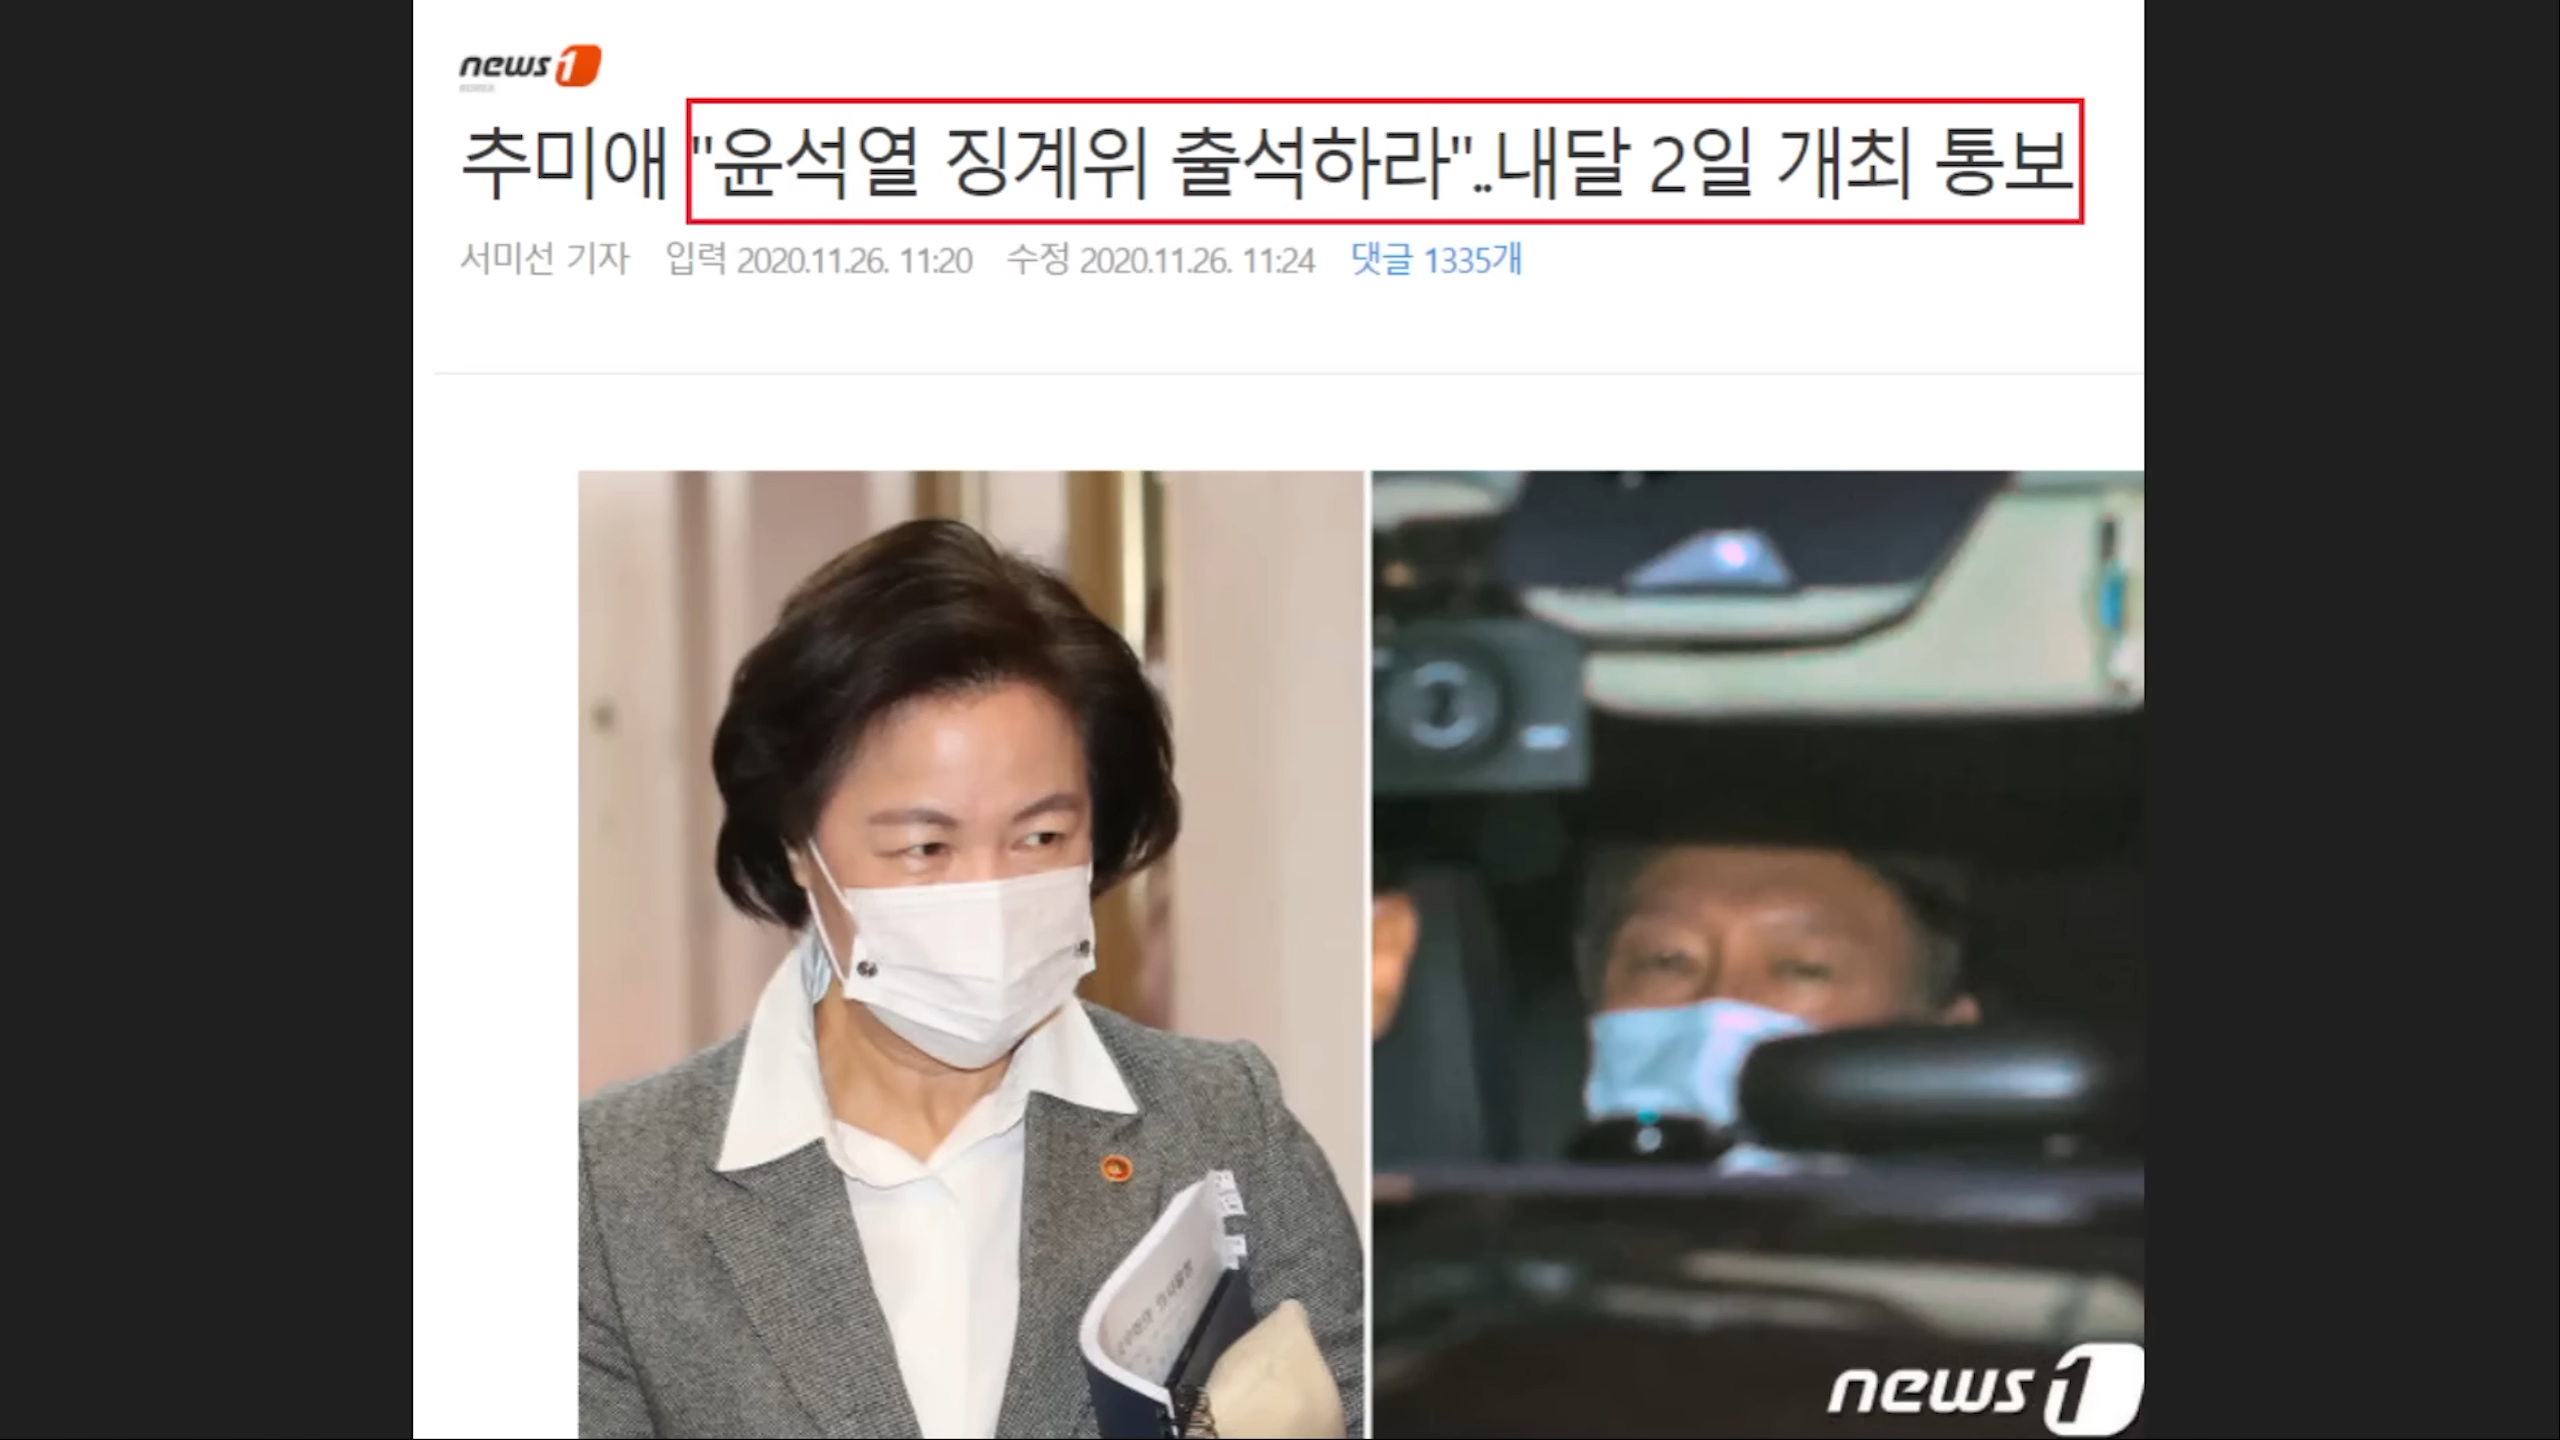 news1
KOREA
추미애 "윤석열 징계위 출석하라"..내달 2일 개최 통보
서미선 기자 입력 2020.11.26. 11:20 수정 2020.11.26. 11:24 댓글 1335개
news1